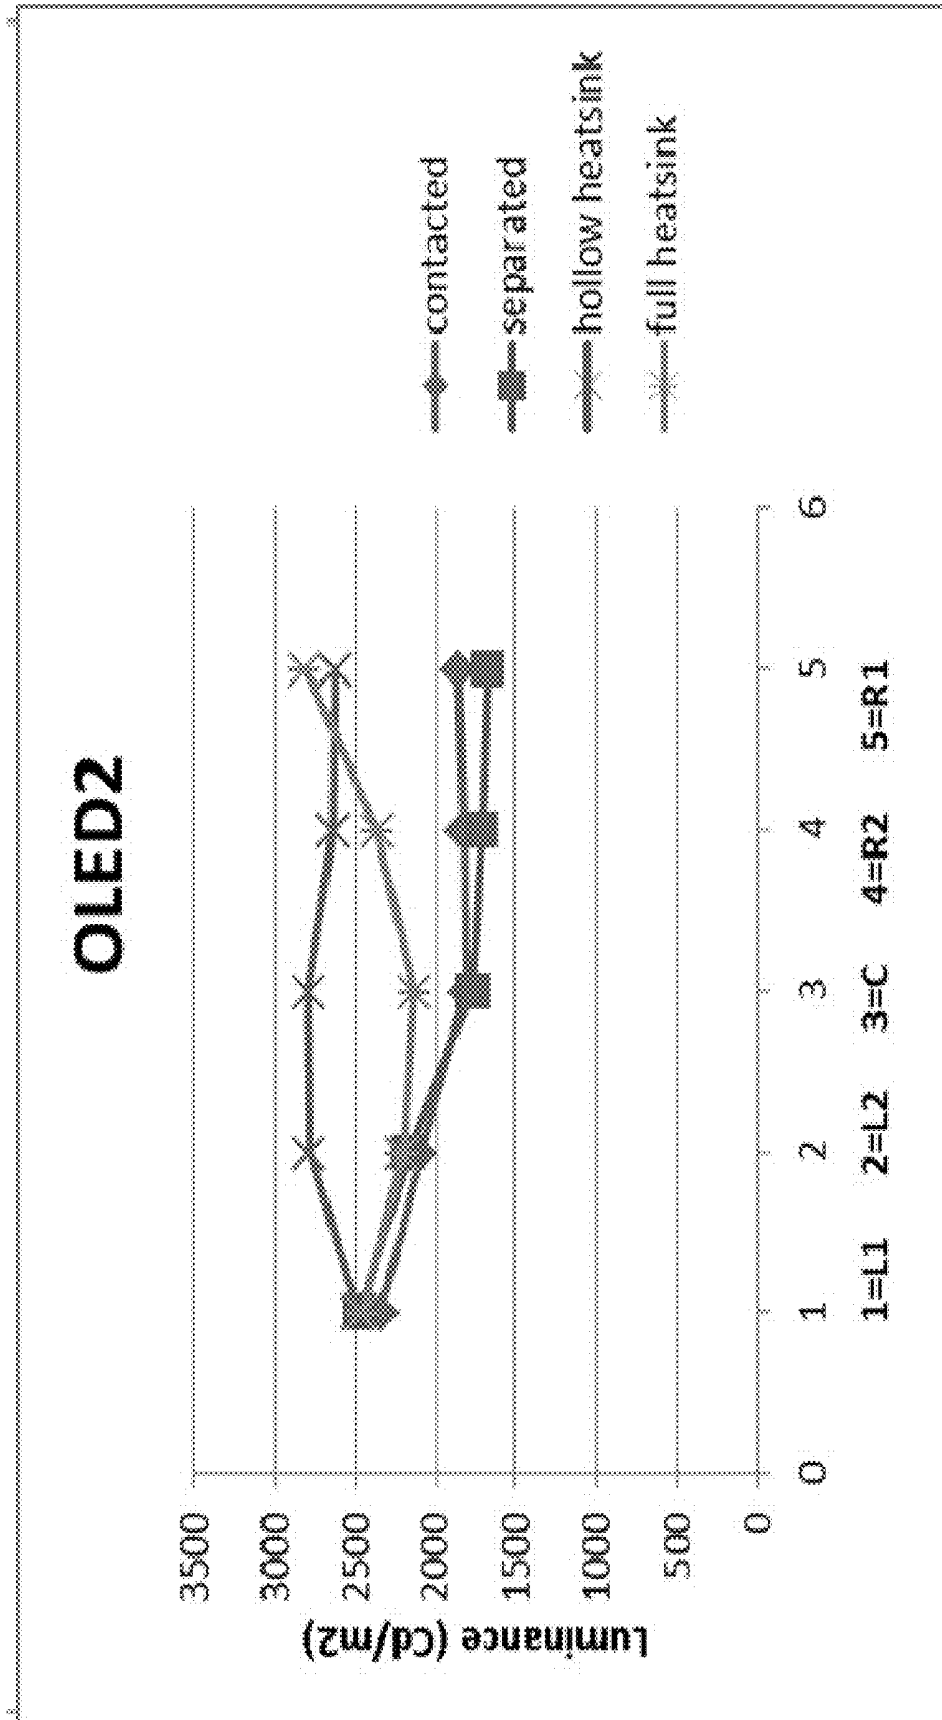 OLED2
Luminance (Cd/m2)
3500
3000
2500
2000
1500
1000
500
0
0 1 2 3 4 5 6
1=L1 2=L2 3=C 4=R2 5=R1
contacted
separated
hollow heatsink
full heatsink